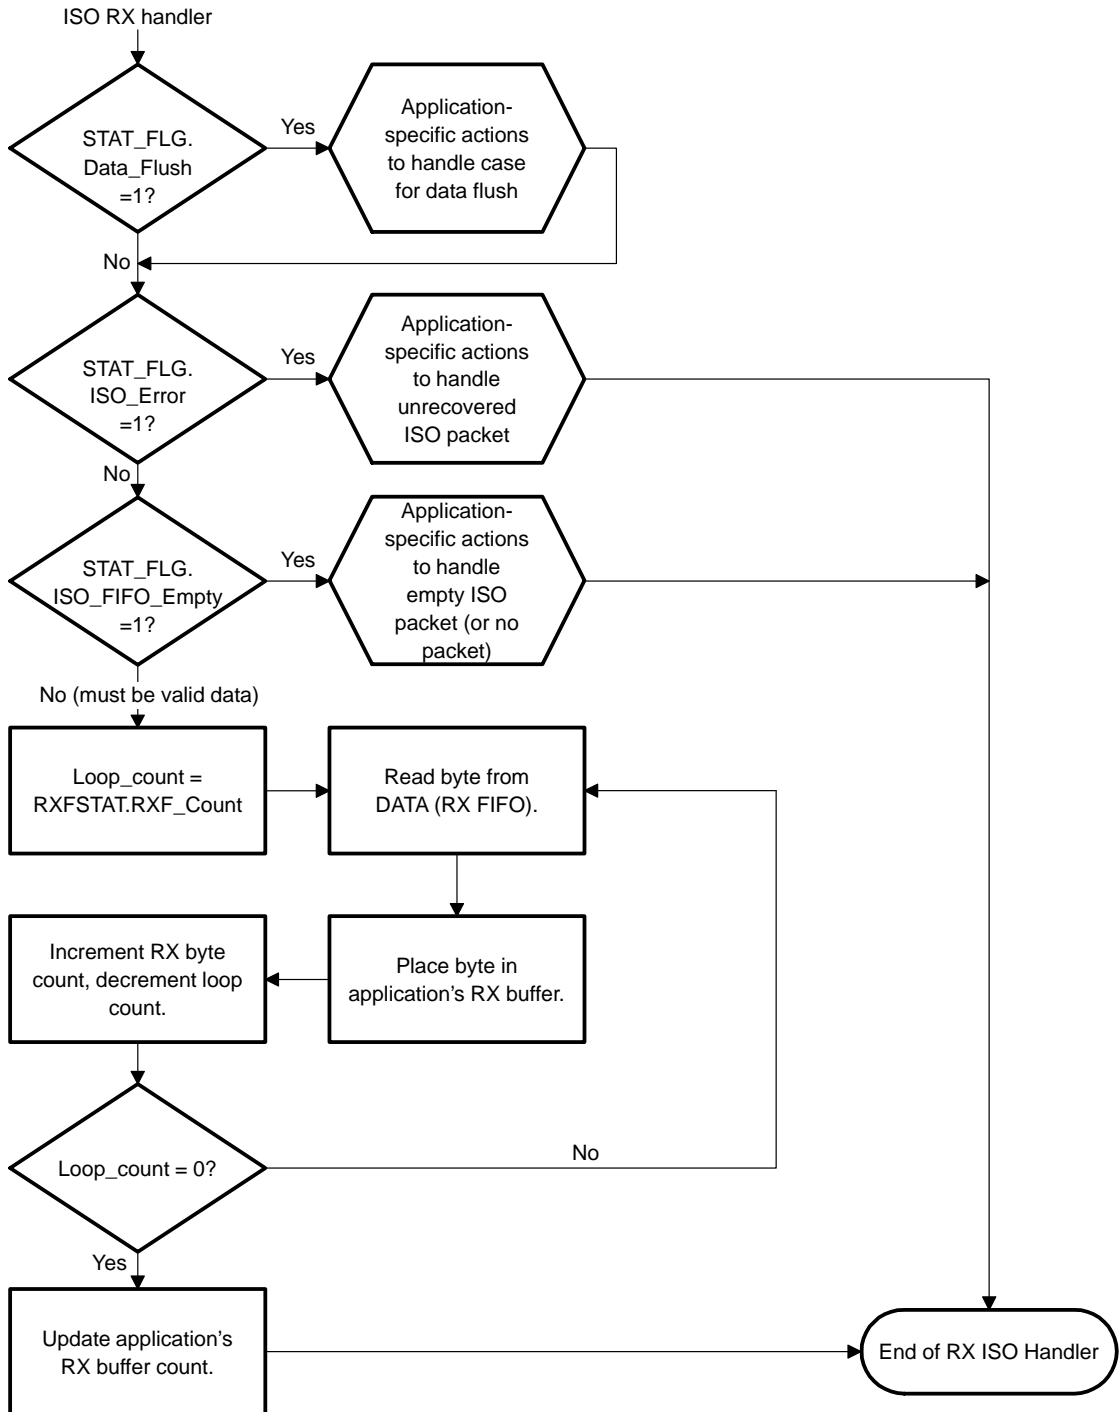 ISO RX handler
STAT_FLG.
Data_Flush
=1?
Yes
Application-
specific actions
to handle case
for data flush
No
STAT_FLG.
ISO_Error
=1?
Yes
Application-
specific actions
to handle
unrecovered
ISO packet
No
STAT_FLG.
ISO_FIFO_Empty
=1?
Yes
Application-
specific actions
to handle
empty ISO
packet (or no
packet)
No (must be valid data)
Loop_count =
RXFSTAT.RXF_Count
Read byte from
DATA (RX FIFO).
Increment RX byte
count, decrement loop
count.
Place byte in
application's RX buffer.
Loop_count = 0?
No
Yes
Update application's
RX buffer count.
End of RX ISO Handler